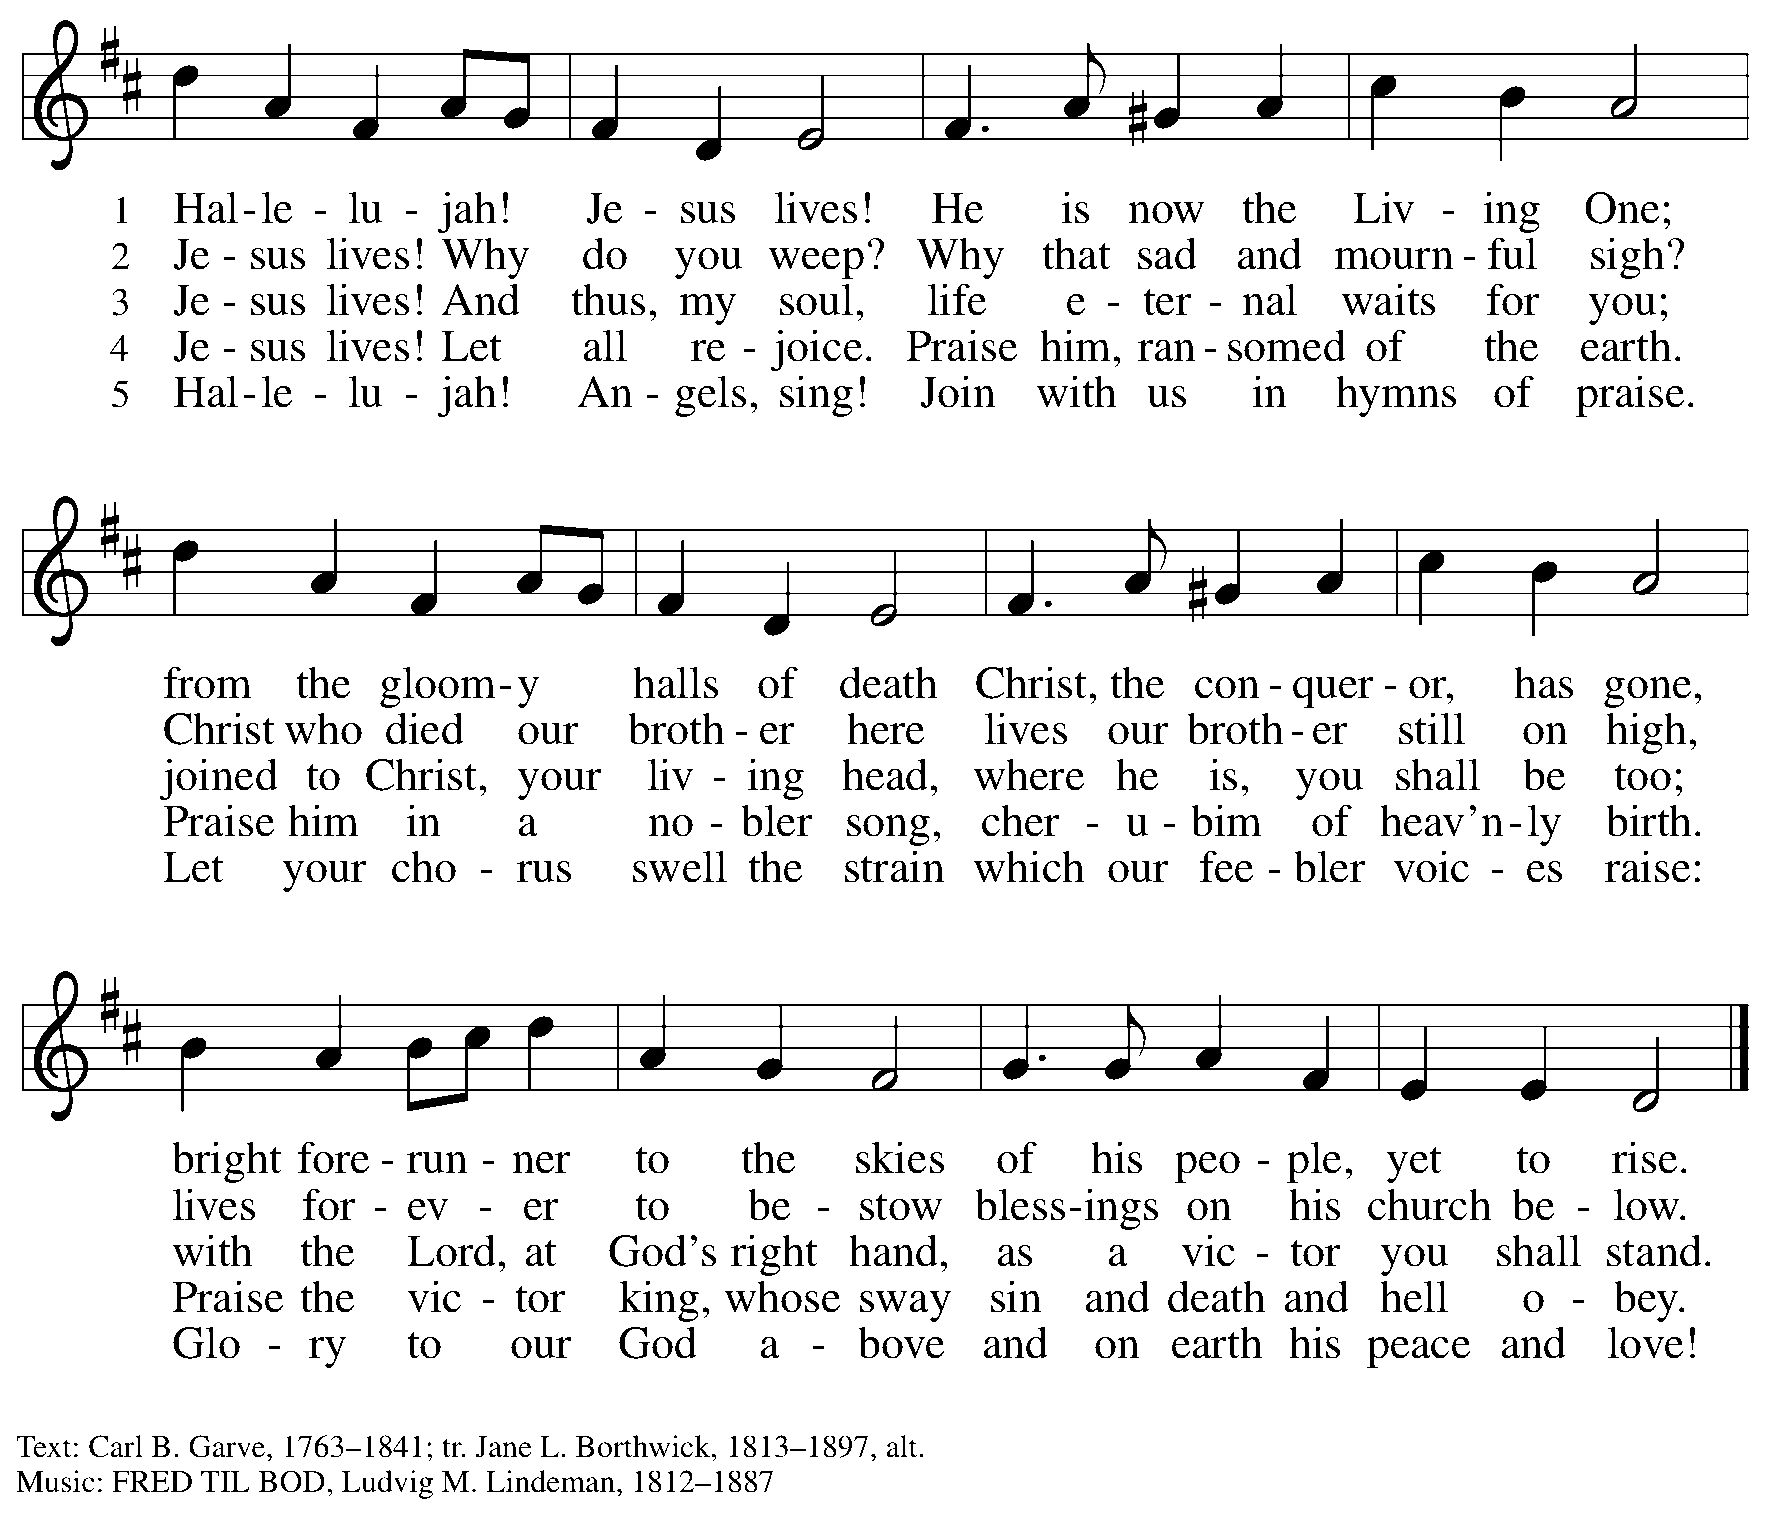 1 Hal - le - lu - jah! Je - sus lives! He is now the Liv - ing One;
2 Je - sus lives! Why do you weep? Why that sad and mourn - ful sigh?
3 Je - sus lives! And thus, my soul, life e - ter - nal waits for you;
4 Je - sus lives! Let all re - joice. Praise him, ran - somed of the earth.
5 Hal - le - lu - jah! An - gels, sing! Join with us in hymns of praise.
from the gloom - y halls of death Christ, the con - quer - or, has gone,
Christ who died our broth - er here lives our broth - er still on high,
joined to Christ, your liv - ing head, where he is, you shall be too;
Praise him in a no - bler song, cher - u - bim of heav'n - ly birth.
Let your cho - rus swell the strain which our fee - bler voic - es raise:
bright fore - run - ner to the skies of his peo - ple, yet to rise.
lives for - ev - er to be - stow bless - ings on his church be - low.
with the Lord, at God's right hand, as a vic - tor you shall stand.
Praise the vic - tor king, whose sway sin and death and hell o - bey.
Glo - ry to our God a - bove and on earth his peace and love!
Text: Carl B. Garve, 1763–1841; tr. Jane L. Borthwick, 1813–1897, alt.
Music: FRED TIL BOD, Ludvig M. Lindeman, 1812–1887